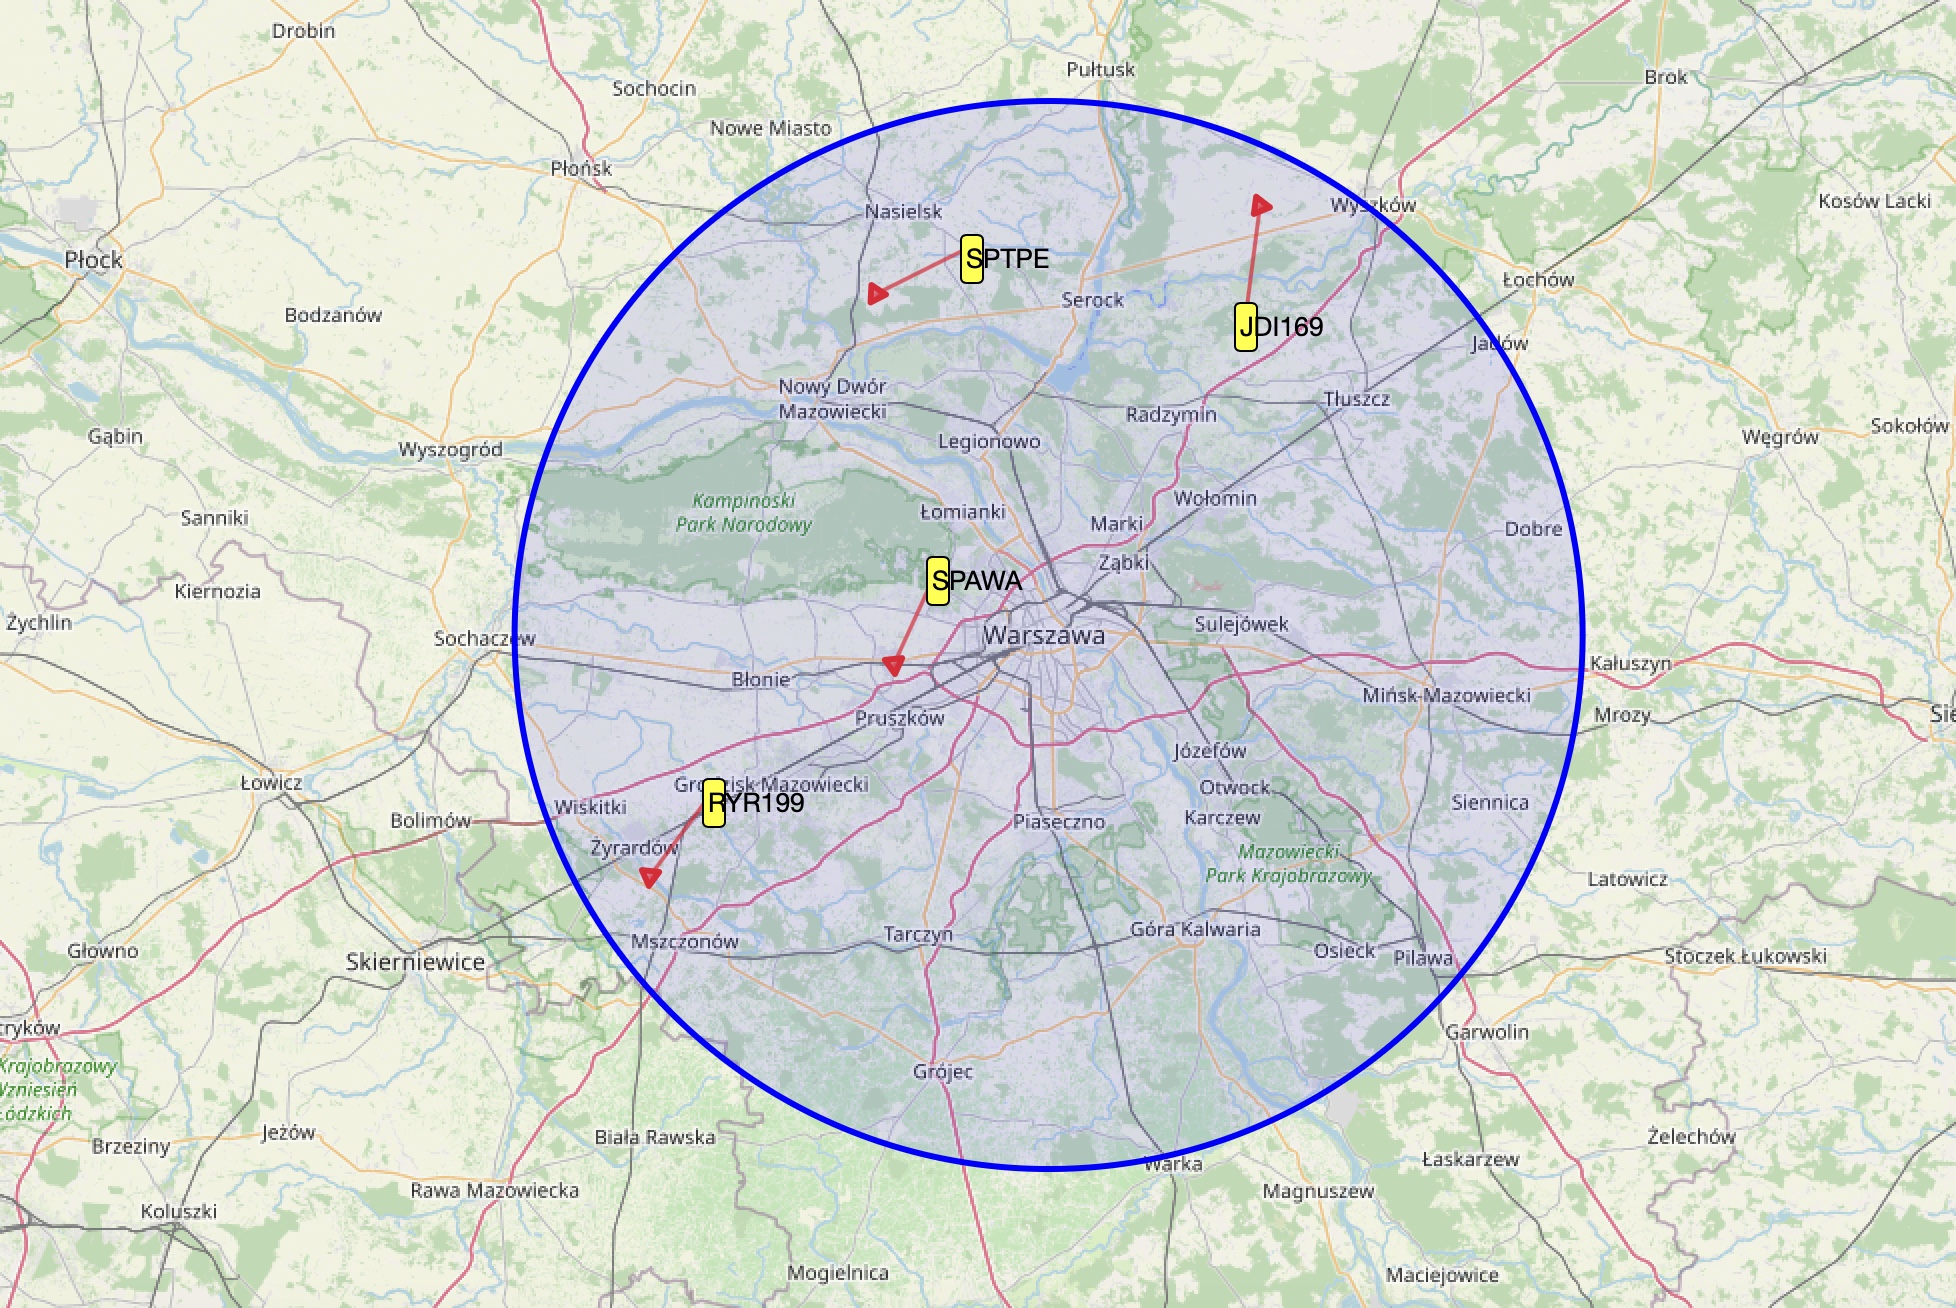 Drobin
Pułtusk
Brok
Sochocin
Nowe Miasto
Płońsk
Kosów Lacki
Nasielsk
Wyszków
Płock
SPTPE
Łochów
Serock
Bodzanów
JDI169
Jadów
Nowy Dwór
Mazowiecki
Tłuszcz
Radzymin
Gąbin
Wyszogród
Legionowo
Węgrów
Sokołów
Kampinoski
Park Narodowy
Wołomin
Sanniki
Łomianki
Marki
Dobre
Ząbki
Kiernozia
SPAWA
Żychlin
Sochaczew
Warszawa
Sulejówek
Kałuszyn
Błonie
Mińsk Mazowiecki
Pruszków
Mrozy
Sie
Józefów
Łowicz
Grodzisk Mazowiecki
Otwock
RYR199
Wiskitki
Siennica
Bolimów
Piaseczno
Karczew
Żyrardów
Mazowiecki
Park Krajobrazowy
Latowicz
Mszczonów
Tarczyn
Góra Kalwaria
Głowno
Skierniewice
Osieck
Pilawa
Stoczek Łukowski
tryków
Garwolin
Krajobrazowy
Wzniesień
Łódzkich
Grójec
Brzeziny
Jeżów
Biała Rawska
Żelechów
Warka
Łaskarzew
Rawa Mazowiecka
Magnuszew
Koluszki
Mogielnica
Maciejowice